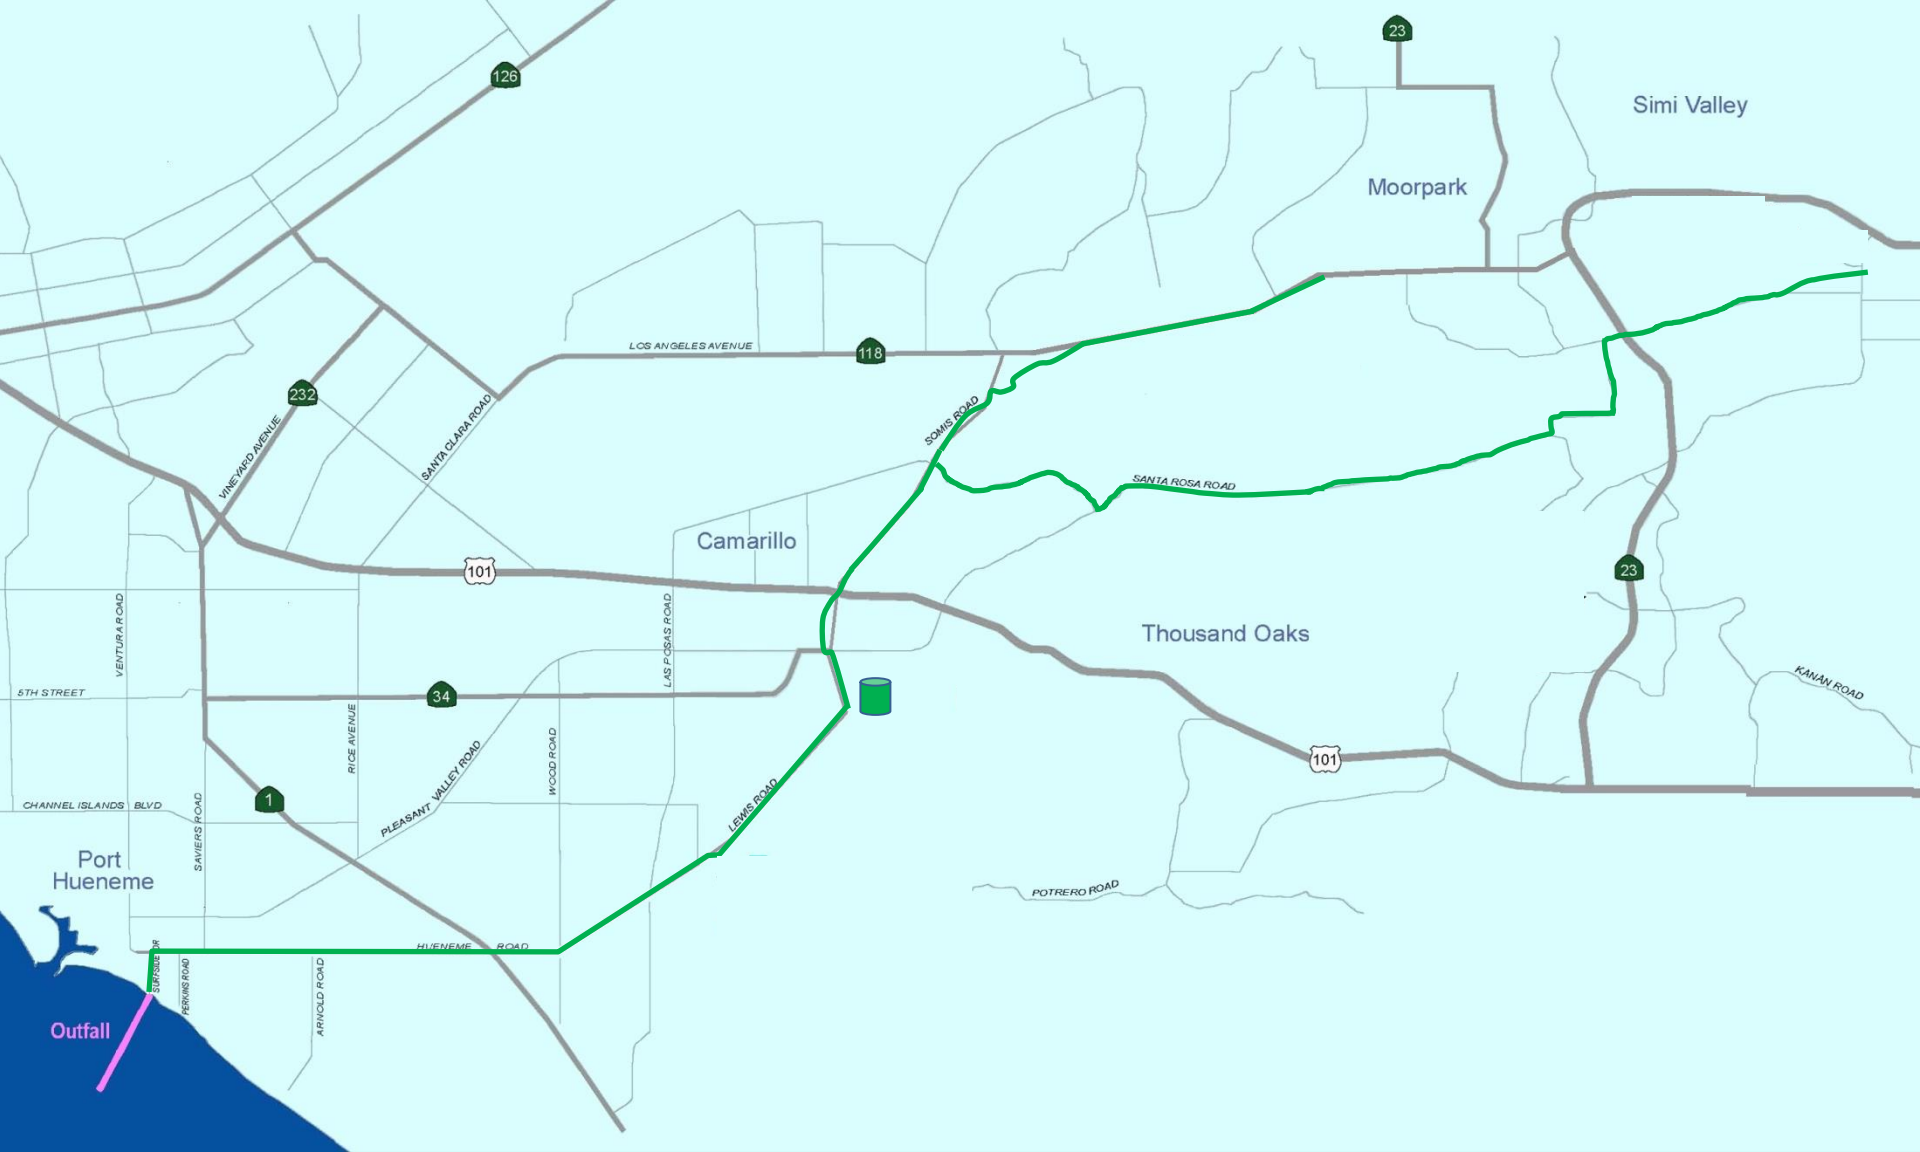 23
126
Simi Valley
Moorpark
LOS ANGELES AVENUE
118
232
VINEYARD AVENUE
SANTA CLARA ROAD
SOMIS ROAD
SANTA ROSA ROAD
Camarillo
101
23
VENTURA ROAD
LAS POSAS ROAD
Thousand Oaks
5TH STREET
34
KANAN ROAD
RICE AVENUE
PLEASANT VALLEY ROAD
WOOD ROAD
101
1
CHANNEL ISLANDS BLVD
SAVIERS ROAD
LEWIS ROAD
Port
Hueneme
POTRERO ROAD
HUENEME ROAD
SURFSIDE DR
PERKINS ROAD
ARNOLD ROAD
Outfall